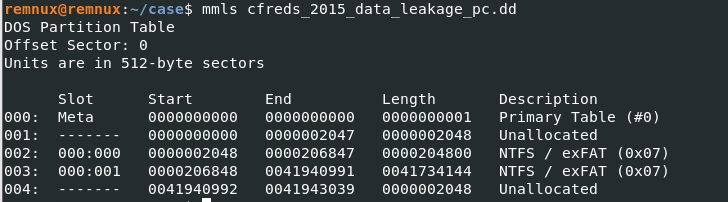 remnux@remnux:~/case$ mmls cfreds_2015_data_leakage_pc.dd
DOS Partition Table
Offset Sector: 0
Units are in 512-byte sectors
Slot Start End Length Description
000: Meta 0000000000 0000000000 0000000001 Primary Table (#0)
001: ------- 0000000000 0000002047 0000002048 Unallocated
002: 000:000 0000002048 0000206847 0000204800 NTFS / exFAT (0x07)
003: 000:001 0000206848 0041940991 0041734144 NTFS / exFAT (0x07)
004: ------- 0041940992 0041943039 0000002048 Unallocated